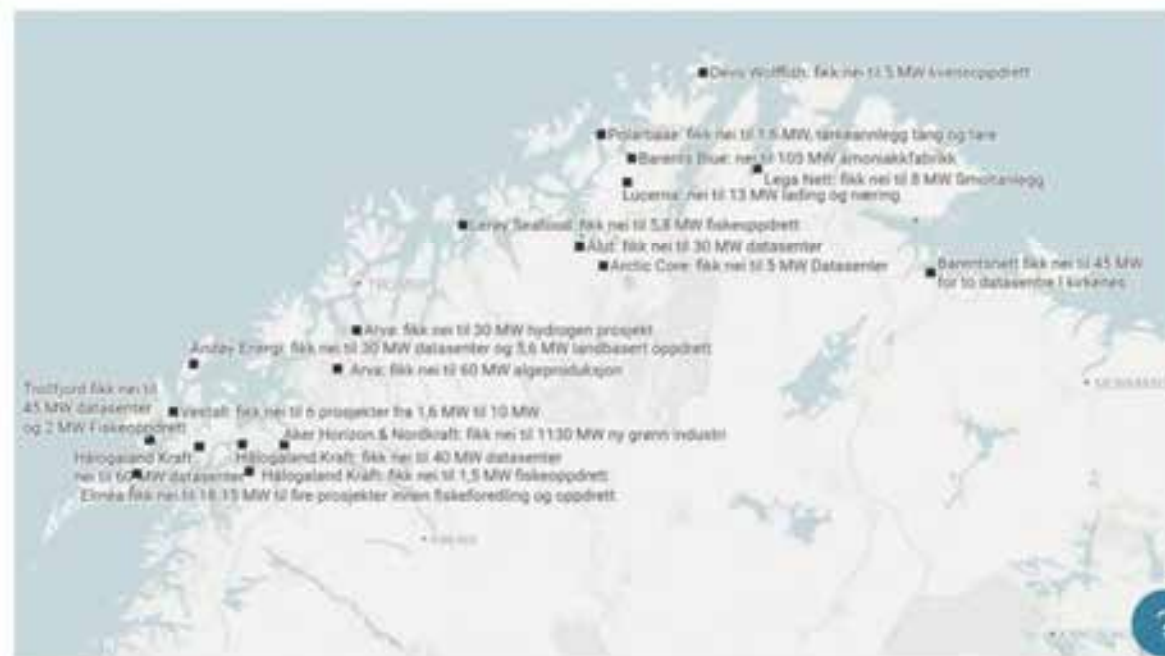 Devis Wolffish: fikk nei til 5 MW kveiteoppdrett
Polaralge: fikk nei til 1.6 MW, tørkeannlegg tang og tare
Barents Blue: nei til 105 MW amoniakkfabrikk
Lega Nett: fikk nei til 8 MW Smoltanlegg
Lucerna: nei til 13 MW lading og næring
Lerøy Seafood: fikk nei til 5,8 MW fiskeoppdrett
Álut: fikk nei til 30 MW datasenter
Arctic Core: fikk nei til 5 MW Datasenter
Barentsnett fikk nei til 45 MW
for to datasentre i kirkenes
TROMSØ
Arva: fikk nei til 30 MW hydrogen prosjekt
Andøy Energi: fikk nei til 30 MW datasenter og 5,6 MW landbasert oppdrett
Arva: fikk nei til 60 MW algeproduksjon
MURMANSK
Trollfjord fikk nei til
45 MW datasenter
og 2 MW Fiskeoppdrett
Vestall: fikk nei til 6 prosjekter fra 1,6 MW til 10 MW
Aker Horizon & Nordkraft: fikk nei til 1130 MW ny grønn industri
Hålogaland Kraft
nei til 60 MW datasenter
Hålogaland Kraft: fikk nei til 40 MW datasenter
Hålogaland Kraft: fikk nei til 1,5 MW fiskeoppdrett
Elmea fikk nei til 18,15 MW til fire prosjekter innen fiskeforedling og oppdrett
KIRUNA
?